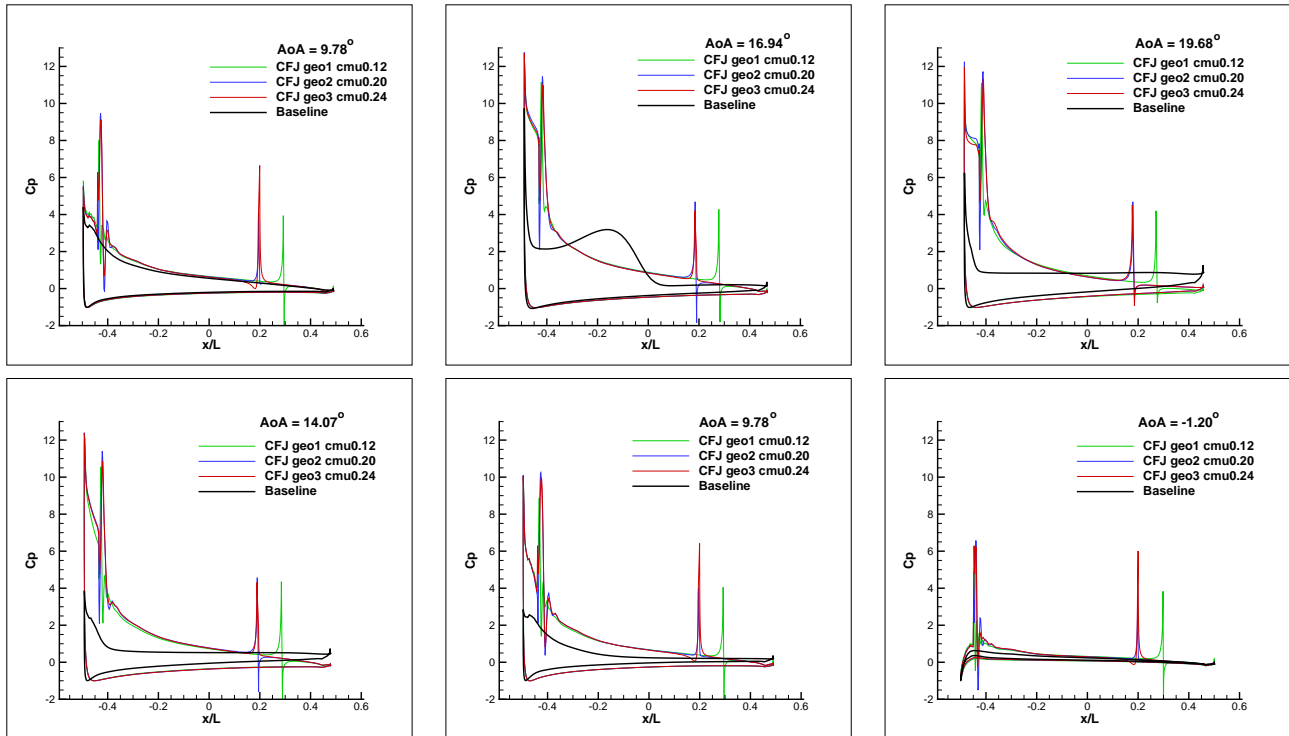 AoA = 9.78°
CFJ geo1 cmu0.12
CFJ geo2 cmu0.20
CFJ geo3 cmu0.24
Baseline
Cp
12
10
8
6
4
2
0
-2
-0.4 -0.2 0 0.2 0.4 0.6
x/L
AoA = 16.94°
CFJ geo1 cmu0.12
CFJ geo2 cmu0.20
CFJ geo3 cmu0.24
Baseline
Cp
12
10
8
6
4
2
0
-2
-0.4 -0.2 0 0.2 0.4 0.6
x/L
AoA = 19.68°
CFJ geo1 cmu0.12
CFJ geo2 cmu0.20
CFJ geo3 cmu0.24
Baseline
Cp
12
10
8
6
4
2
0
-2
-0.4 -0.2 0 0.2 0.4 0.6
x/L
AoA = 14.07°
CFJ geo1 cmu0.12
CFJ geo2 cmu0.20
CFJ geo3 cmu0.24
Baseline
Cp
12
10
8
6
4
2
0
-2
-0.4 -0.2 0 0.2 0.4 0.6
x/L
AoA = 9.78°
CFJ geo1 cmu0.12
CFJ geo2 cmu0.20
CFJ geo3 cmu0.24
Baseline
Cp
12
10
8
6
4
2
0
-2
-0.4 -0.2 0 0.2 0.4 0.6
x/L
AoA = -1.20°
CFJ geo1 cmu0.12
CFJ geo2 cmu0.20
CFJ geo3 cmu0.24
Baseline
Cp
12
10
8
6
4
2
0
-2
-0.4 -0.2 0 0.2 0.4 0.6
x/L